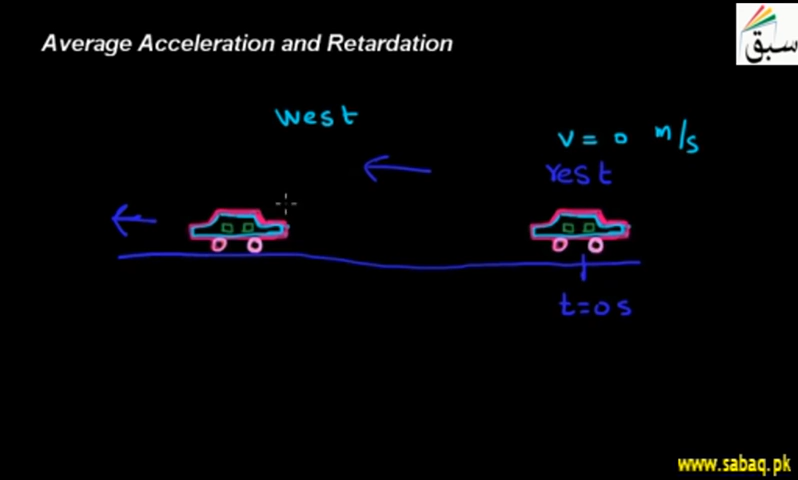 Average Acceleration and Retardation
سبق
west
v = 0 m/s
rest
t=0s
www.sabaq.pk